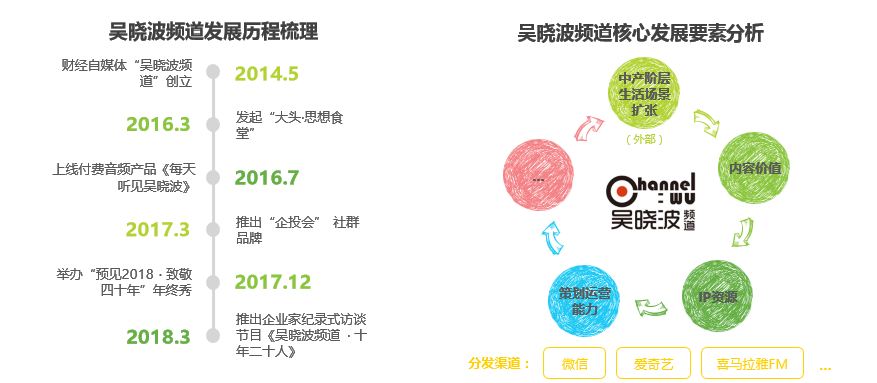 吴晓波频道发展历程梳理
财经自媒体“吴晓波频
道”创立
2014.5
2016.3
发起“大头·思想食
堂”
上线付费音频产品《每天
听见吴晓波》
2016.7
2017.3
推出“企投会” 社群
品牌
举办“预见2018·致敬
四十年”年终秀
2017.12
2018.3
推出企业家纪录式访谈
节目《吴晓波频道·十
年二十人》
吴晓波频道核心发展要素分析
中产阶层
生活场景
扩张
（外部）
内容价值
IP资源
策划运营
能力
...
Channel
:wu
吴晓波频道
分发渠道：
微信
爱奇艺
喜马拉雅FM
...